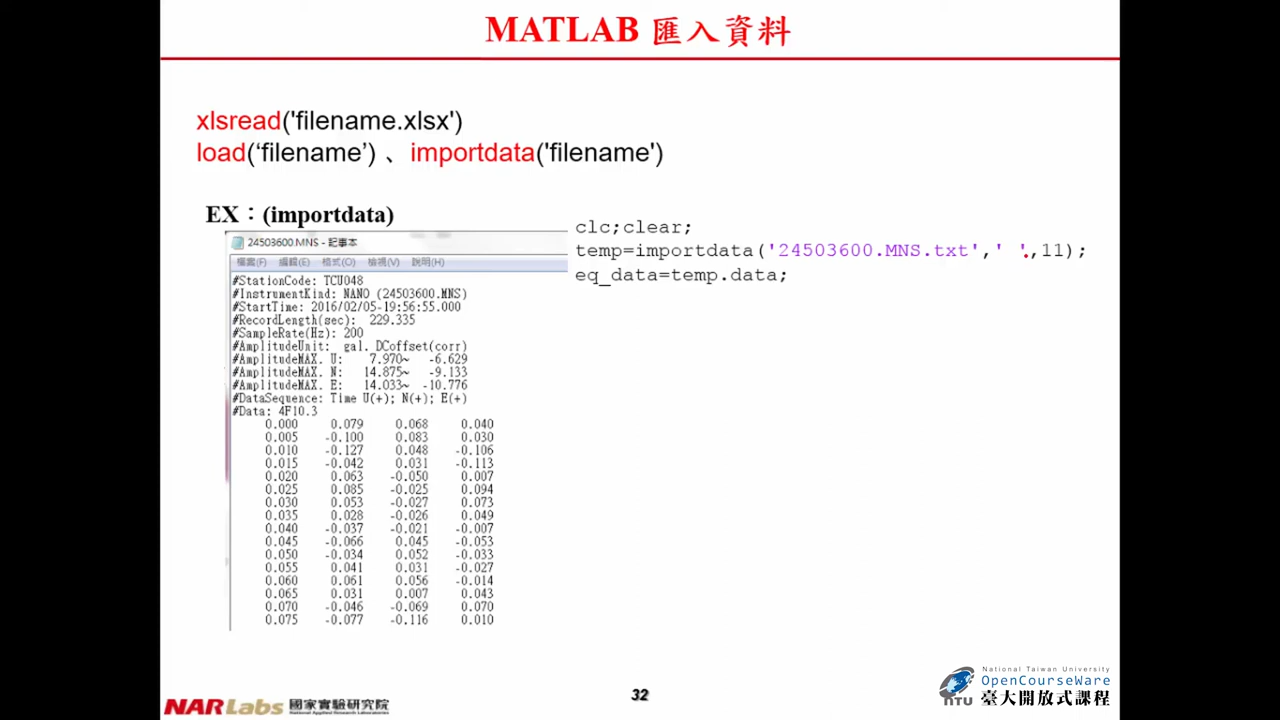 MATLAB 匯入資料
xlsread('filename.xlsx')
load(‘filename’) 、importdata('filename')
EX：(importdata)
24503600.MNS - 記事本
檔案(F) 編輯(E) 格式(O) 檢視(V) 說明(H)
#StationCode: TCU048
#InstrumentKind: NANO (24503600.MNS)
#StartTime: 2016/02/05-19:56:55.000
#RecordLength(sec): 229.335
#SampleRate(Hz): 200
#AmplitudeUnit: gal. DCoffset(corr)
#AmplitudeMAX. U: 7.970~ -6.629
#AmplitudeMAX. N: 14.875~ -9.133
#AmplitudeMAX. E: 14.033~ -10.776
#DataSequence: Time U(+); N(+); E(+)
#Data: 4F10.3
0.000 0.079 0.068 0.040
0.005 -0.100 0.083 0.030
0.010 -0.127 0.048 -0.106
0.015 -0.042 0.031 -0.113
0.020 0.063 -0.050 0.007
0.025 0.085 -0.025 0.094
0.030 0.053 -0.027 0.073
0.035 0.028 -0.026 0.049
0.040 -0.037 -0.021 -0.007
0.045 -0.066 0.045 -0.053
0.050 -0.034 0.052 -0.033
0.055 0.041 0.031 -0.027
0.060 0.061 0.056 -0.014
0.065 0.031 0.007 0.043
0.070 -0.046 -0.069 0.070
0.075 -0.077 -0.116 0.010
clc;clear;
temp=importdata('24503600.MNS.txt',' ',11);
eq_data=temp.data;
NARLabs 國家實驗研究院
National Applied Research Laboratories
32
National Taiwan University
OpenCourseWare
NTU 臺大開放式課程